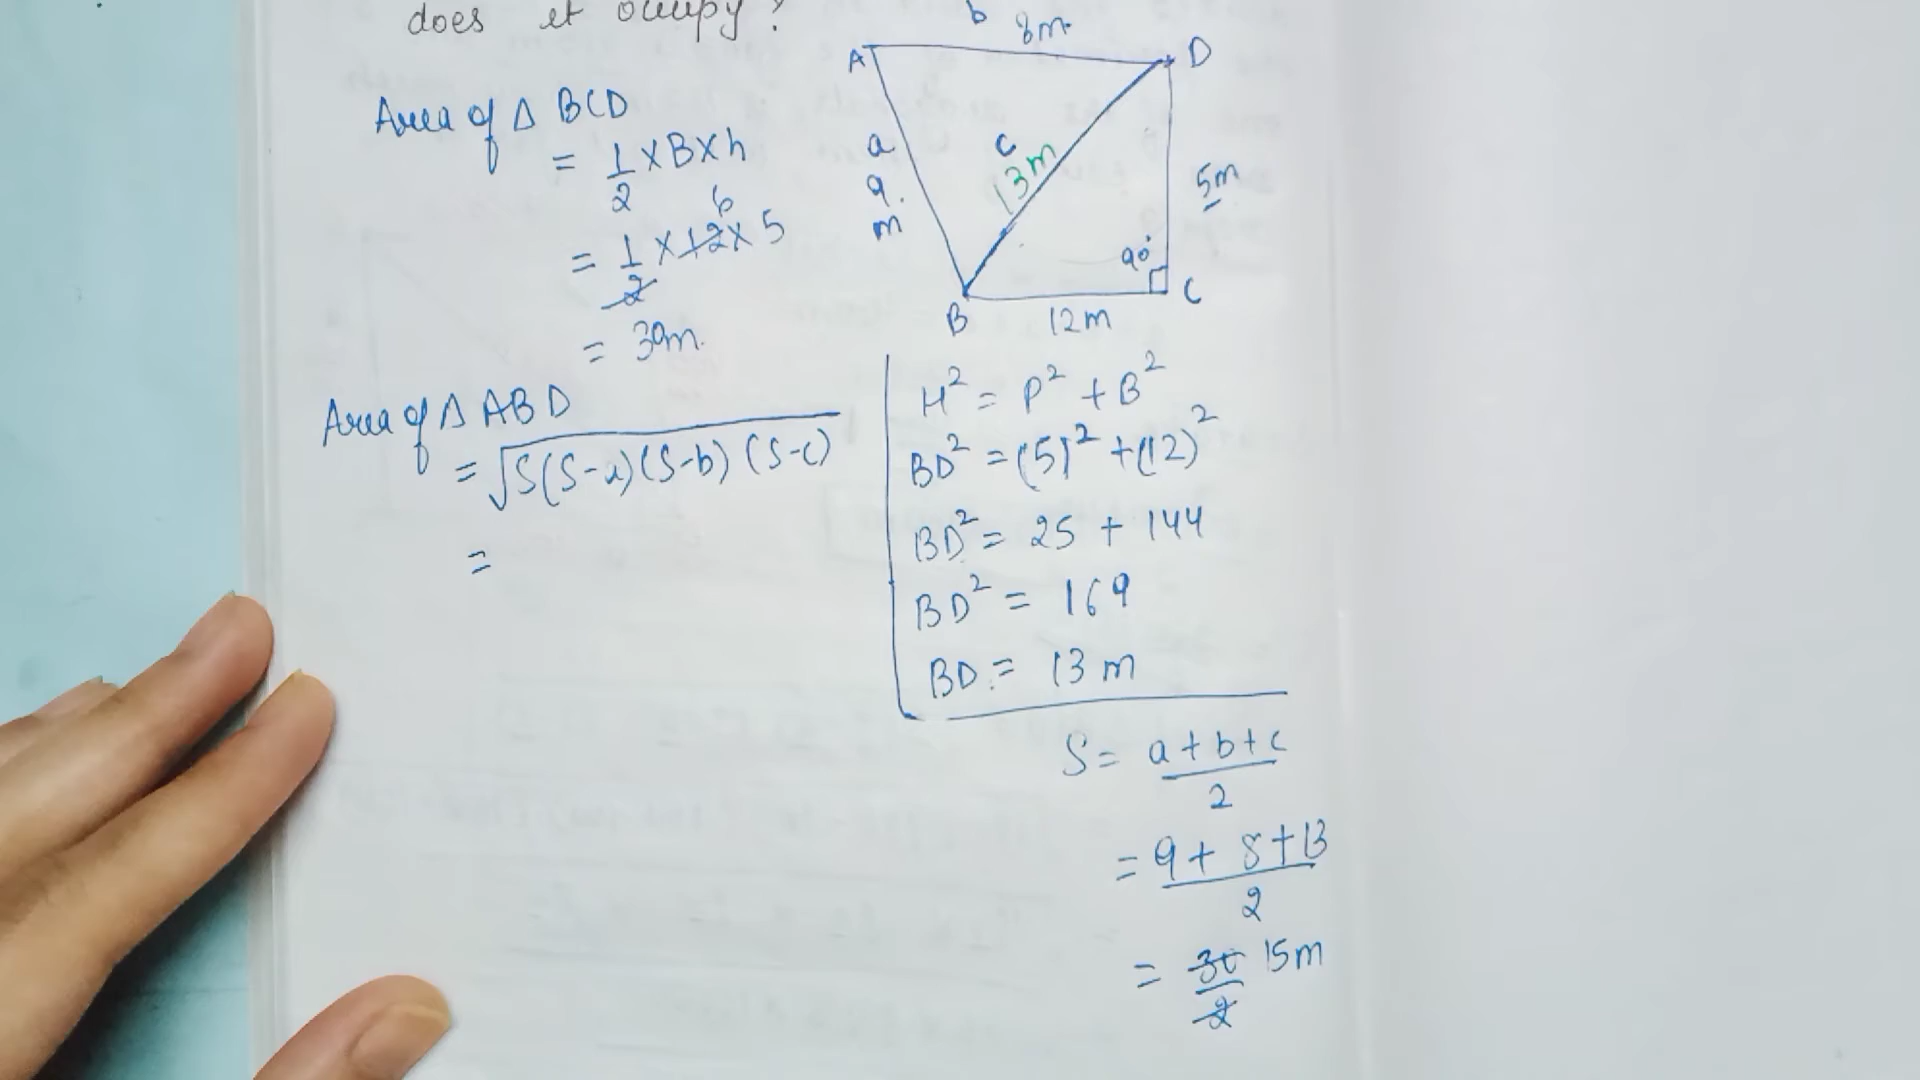 does it occupy?
b
8m
A
D
a
9
m
c
13m
5m
90°
C
B
12m
Area of Δ BCD
= 1/2 × B × h
= 1/2 × 12 × 5
6
= 30m
Area of Δ ABD
= √S(S-a)(S-b)(S-c)
=
H² = P² + B²
BD² = (5)² + (12)²
BD² = 25 + 144
BD² = 169
BD = 13 m
S = a+b+c/2
= 9+8+13/2
= 30/2 15m